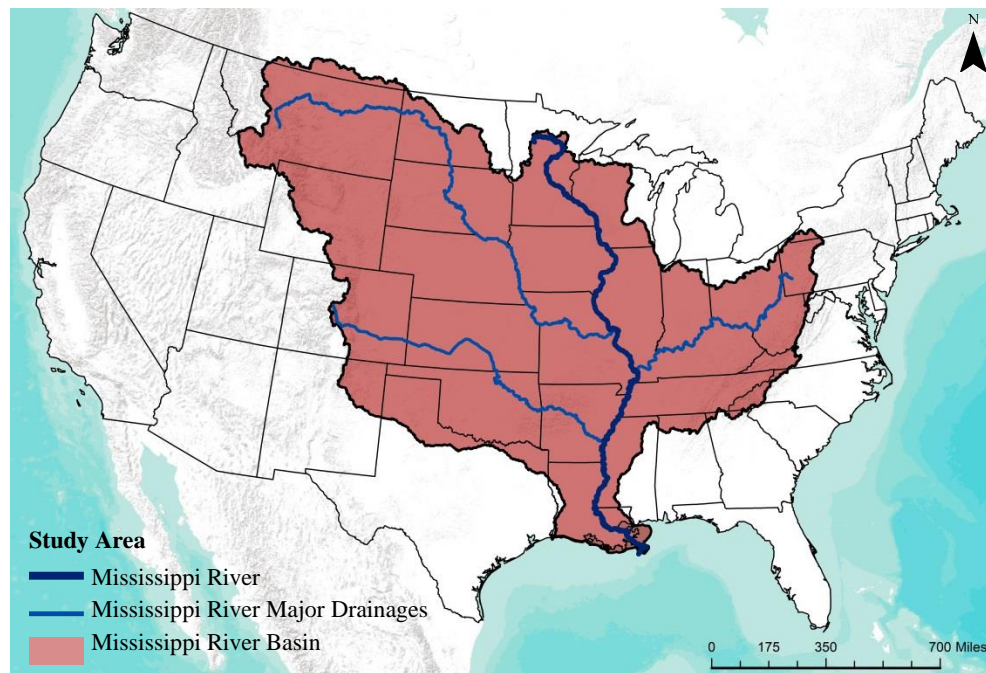 N
Study Area
Mississippi River
Mississippi River Major Drainages
Mississippi River Basin
0 175 350 700 Miles